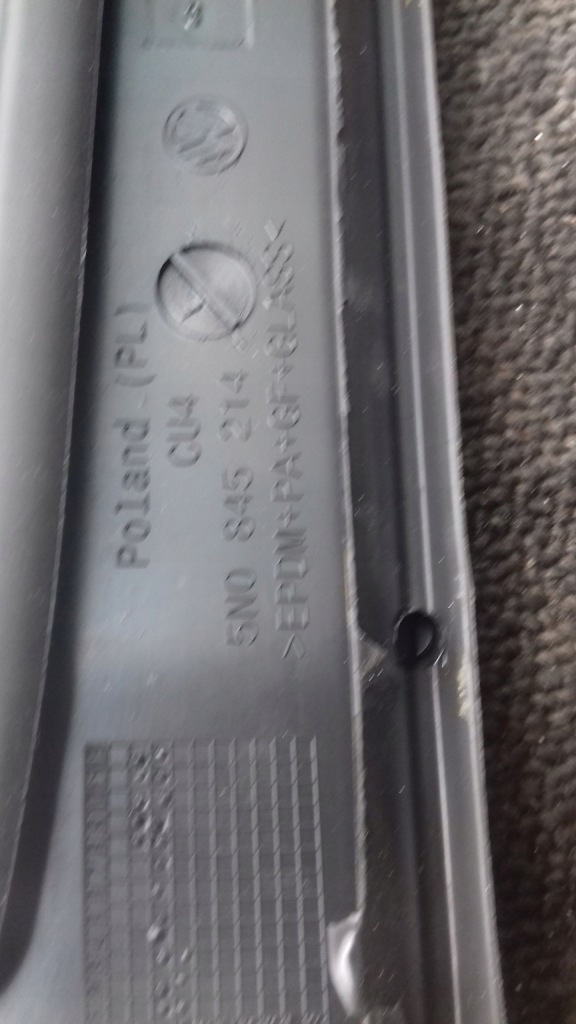 Poland (PL)
CU4
5N0 845 214
>EPDM+PA+GF+GLASS<